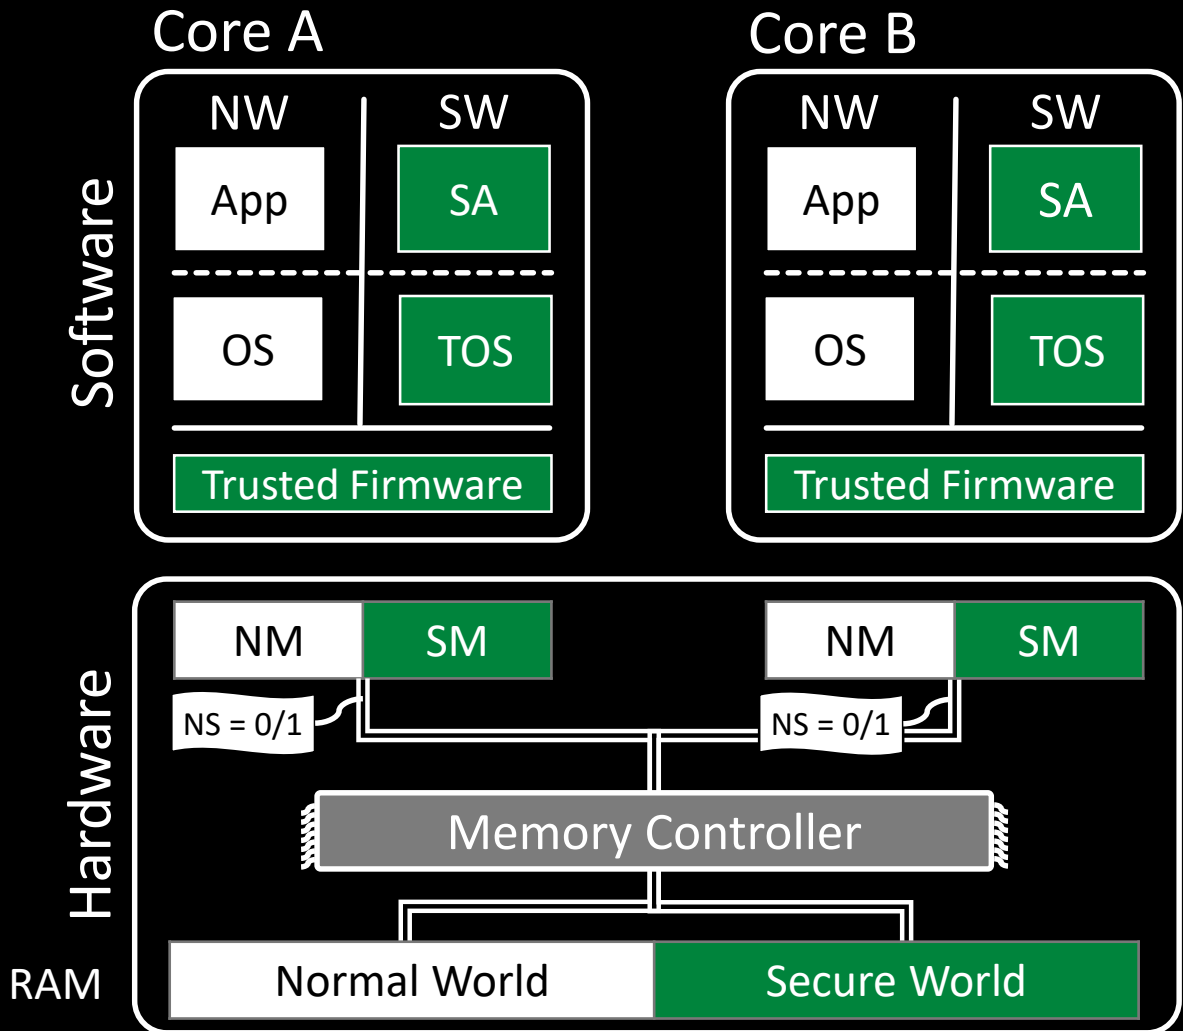 Core A
Core B
Software
NW
SW
App
SA
OS
TOS
Trusted Firmware
NW
SW
App
SA
OS
TOS
Trusted Firmware
Hardware
NM
SM
NM
SM
NS = 0/1
NS = 0/1
Memory Controller
RAM
Normal World
Secure World